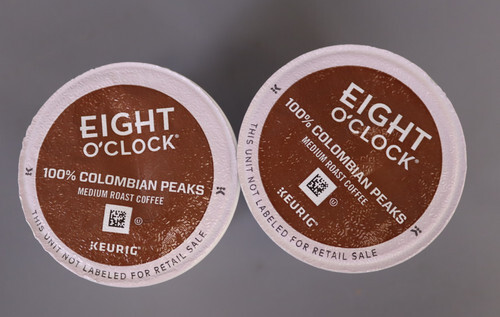 EIGHT
O'CLOCK®
100% COLOMBIAN PEAKS
MEDIUM ROAST COFFEE
KEURIG
THIS UNIT NOT LABELED FOR RETAIL SALE
EIGHT
O'CLOCK®
100% COLOMBIAN PEAKS
MEDIUM ROAST COFFEE
KEURIG®
THIS UNIT NOT LABELED FOR RETAIL SALE